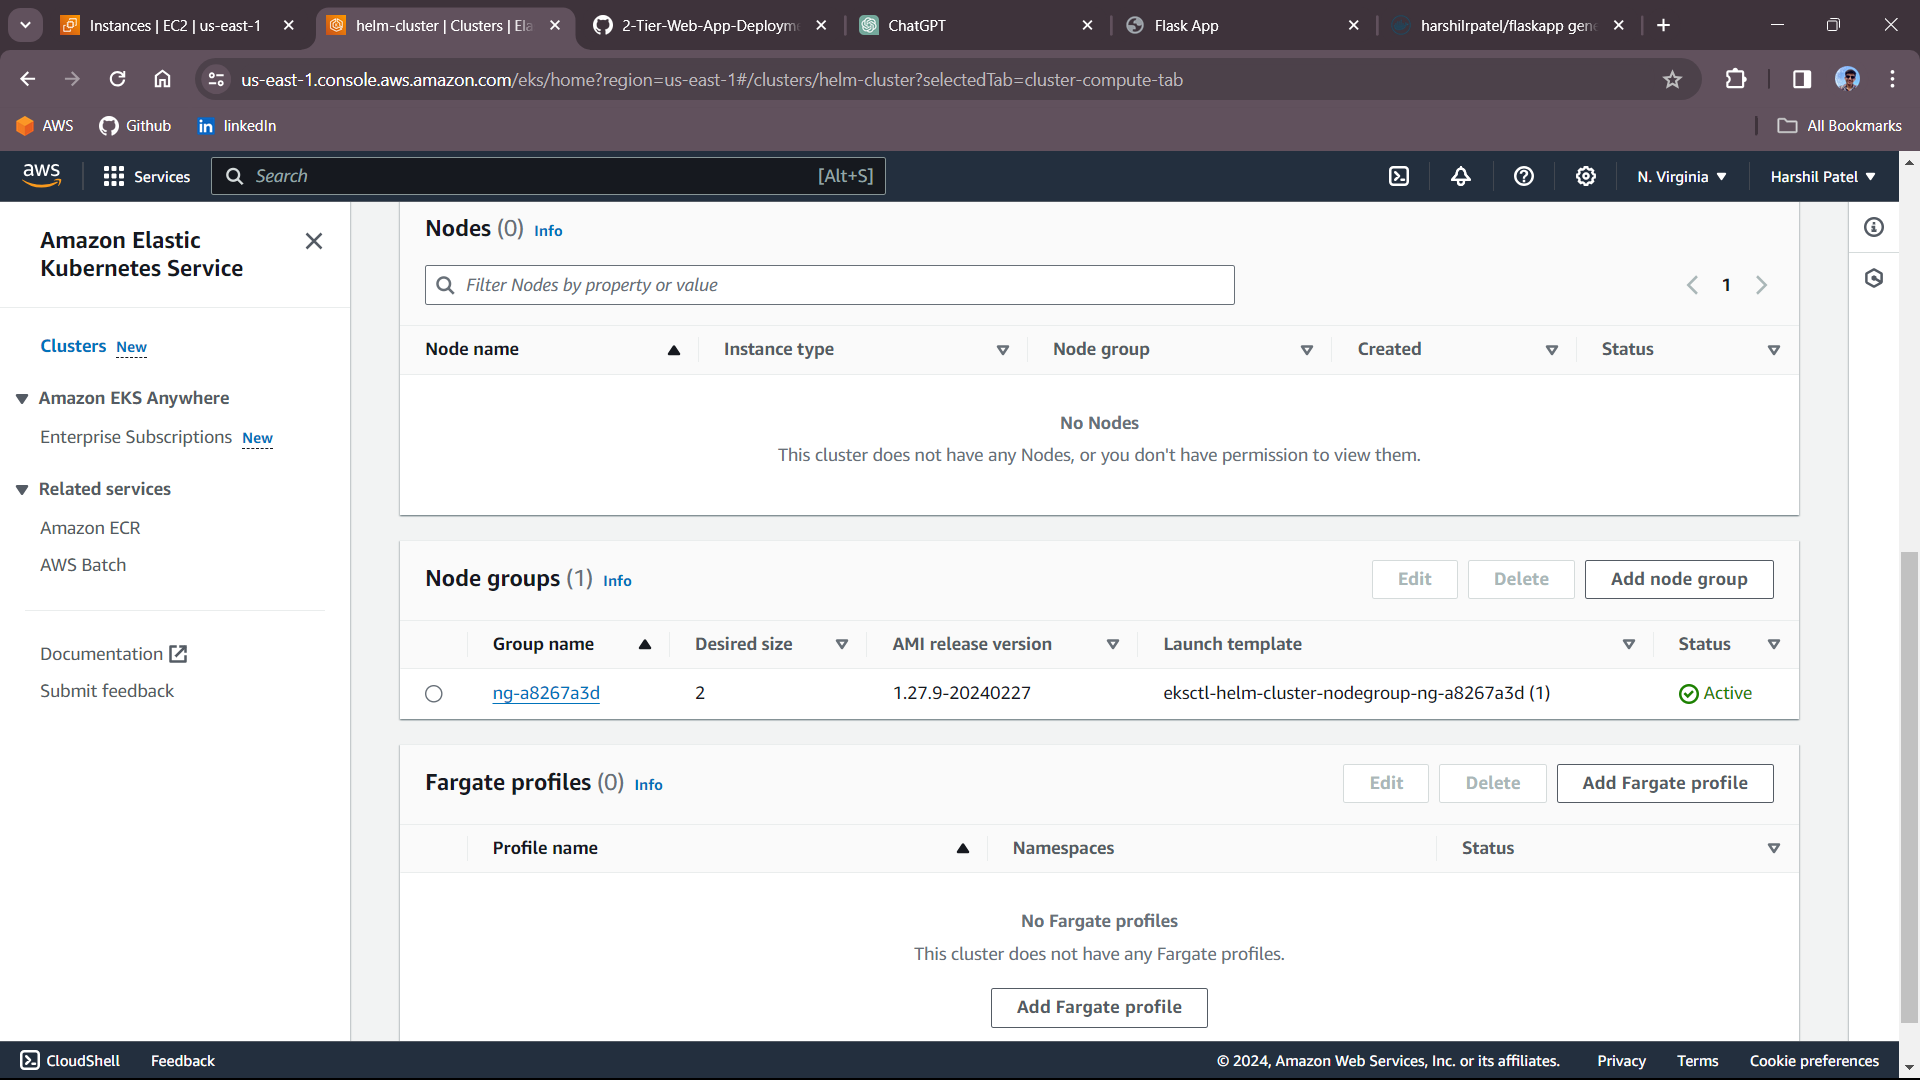 Instances | EC2 | us-east-1
helm-cluster | Clusters | Ela
2-Tier-Web-App-Deployme
ChatGPT
Flask App
harshilrpatel/flaskapp gene
us-east-1.console.aws.amazon.com/eks/home?region=us-east-1#/clusters/helm-cluster?selectedTab=cluster-compute-tab
AWS
Github
in linkedIn
All Bookmarks
aws
Services
Search
[Alt+S]
N. Virginia
Harshil Patel
Amazon Elastic
Kubernetes Service
Clusters New
Amazon EKS Anywhere
Enterprise Subscriptions New
Related services
Amazon ECR
AWS Batch
Documentation
Submit feedback
Nodes (0) Info
Filter Nodes by property or value
1
Node name Instance type Node group Created Status
No Nodes
This cluster does not have any Nodes, or you don't have permission to view them.
Node groups (1) Info
Edit Delete Add node group
Group name Desired size AMI release version Launch template Status
ng-a8267a3d 2 1.27.9-20240227 eksctl-helm-cluster-nodegroup-ng-a8267a3d (1) Active
Fargate profiles (0) Info
Edit Delete Add Fargate profile
Profile name Namespaces Status
No Fargate profiles
This cluster does not have any Fargate profiles.
Add Fargate profile
CloudShell Feedback
© 2024, Amazon Web Services, Inc. or its affiliates. Privacy Terms Cookie preferences